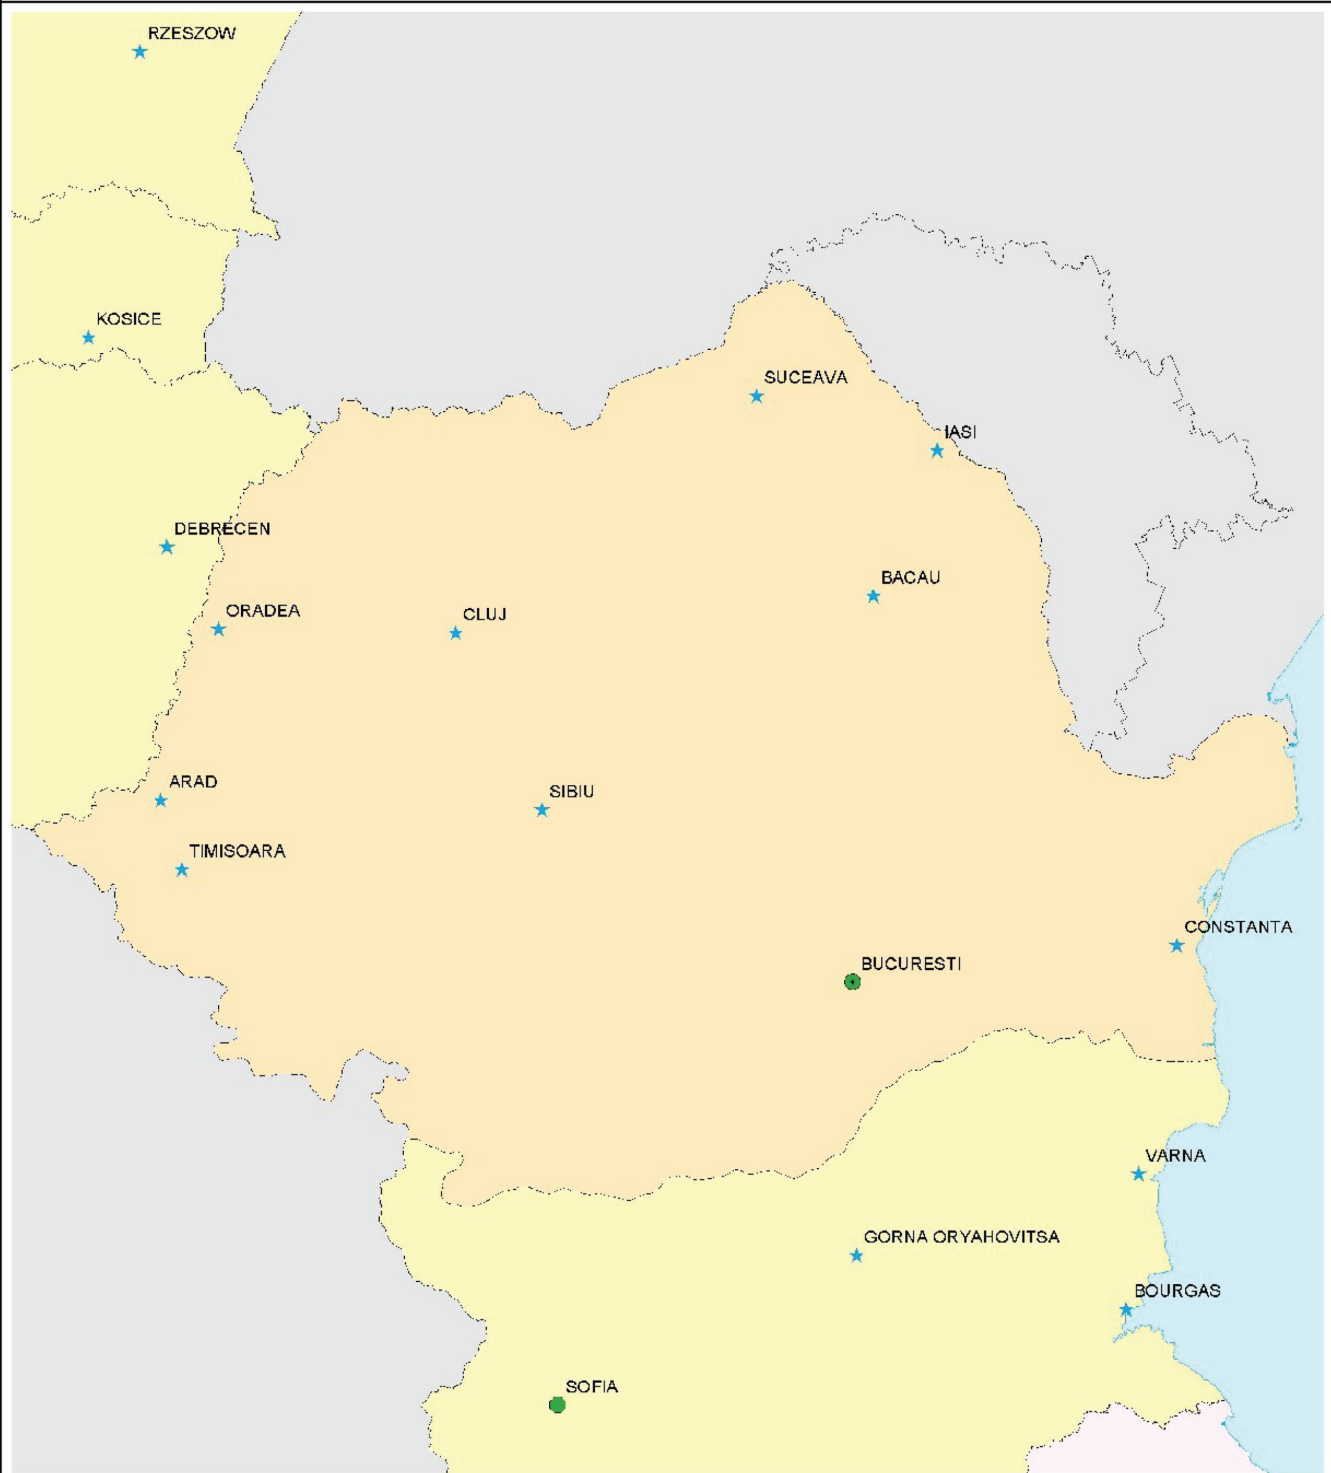 RZESZOW
KOSICE
SUCEAVA
IASI
DEBRECEN
BACAU
ORADEA
CLUJ
ARAD
SIBIU
TIMISOARA
CONSTANTA
BUCURESTI
VARNA
GORNA ORYAHOVITSA
BOURGAS
SOFIA